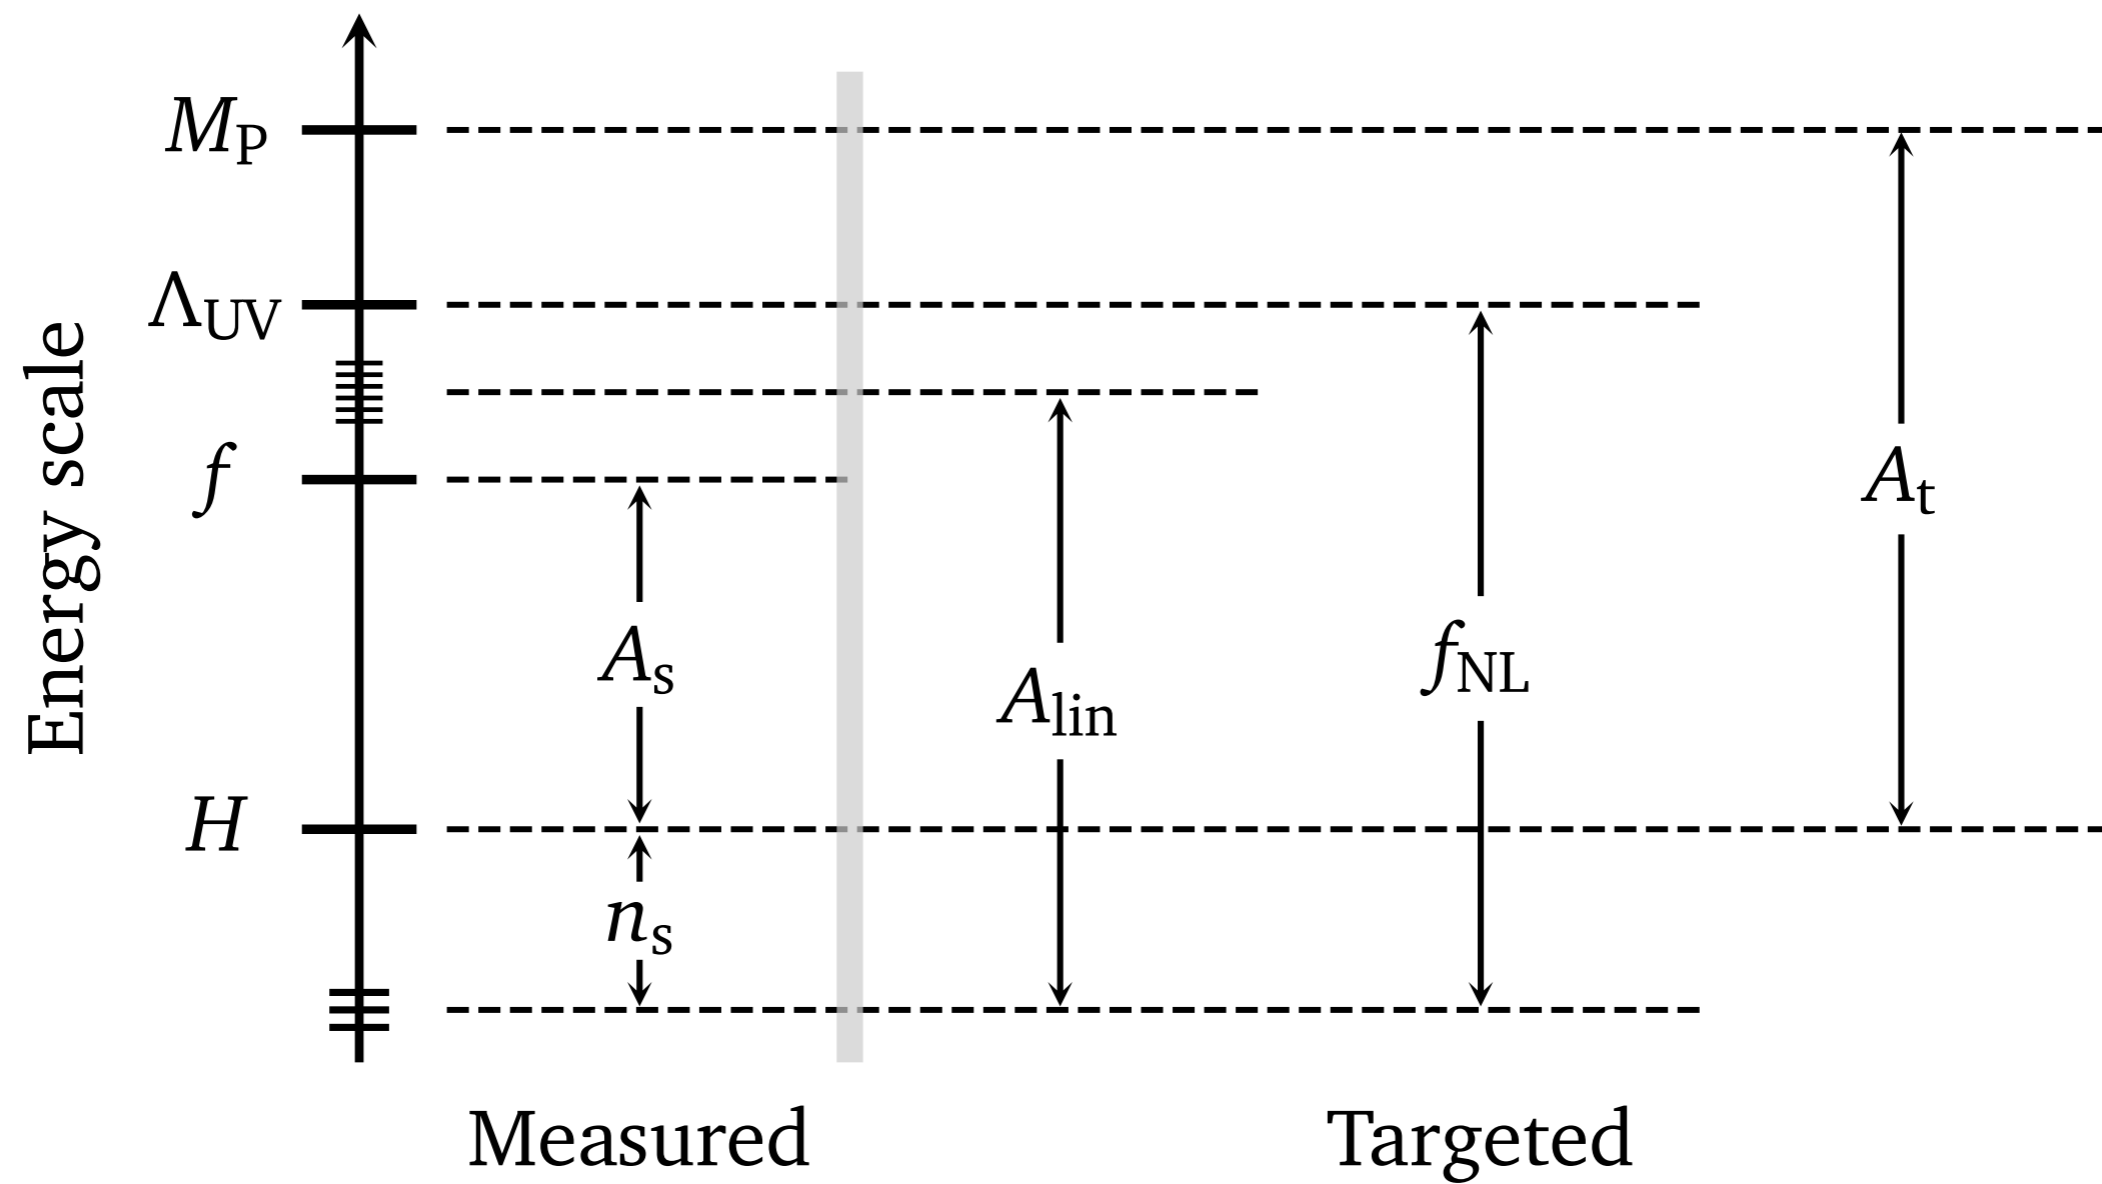 Energy scale
M_P
Λ_UV
f
H
A_s
n_s
A_lin
f_NL
A_t
Measured
Targeted